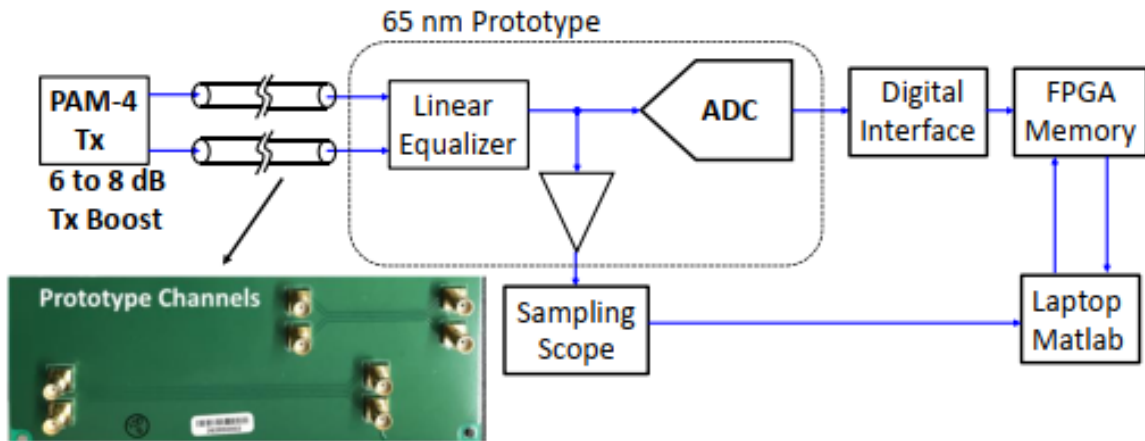 65 nm Prototype
PAM-4
Tx
6 to 8 dB
Tx Boost
Linear
Equalizer
ADC
Digital
Interface
FPGA
Memory
Sampling
Scope
Laptop
Matlab
Prototype Channels